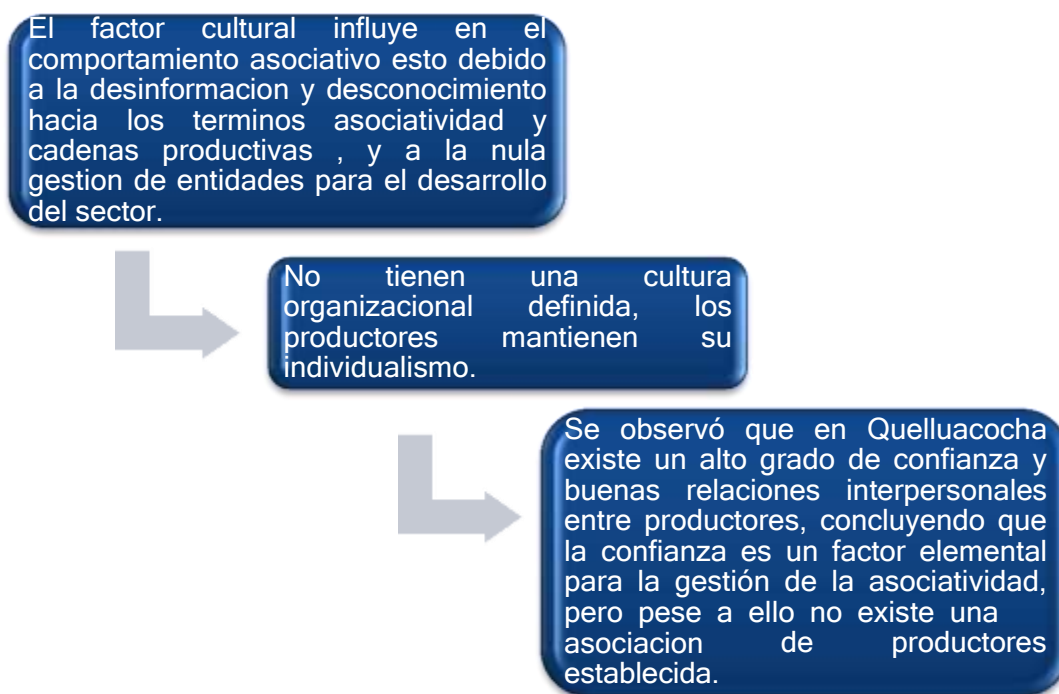 El factor cultural influye en el
comportamiento asociativo esto debido
a la desinformacion y desconocimiento
hacia los terminos asociatividad y
cadenas productivas , y a la nula
gestion de entidades para el desarrollo
del sector.
No tienen una cultura
organizacional definida, los
productores mantienen su
individualismo.
Se observó que en Quelluacocha
existe un alto grado de confianza y
buenas relaciones interpersonales
entre productores, concluyendo que
la confianza es un factor elemental
para la gestión de la asociatividad,
pero pese a ello no existe una
asociacion de productores
establecida.